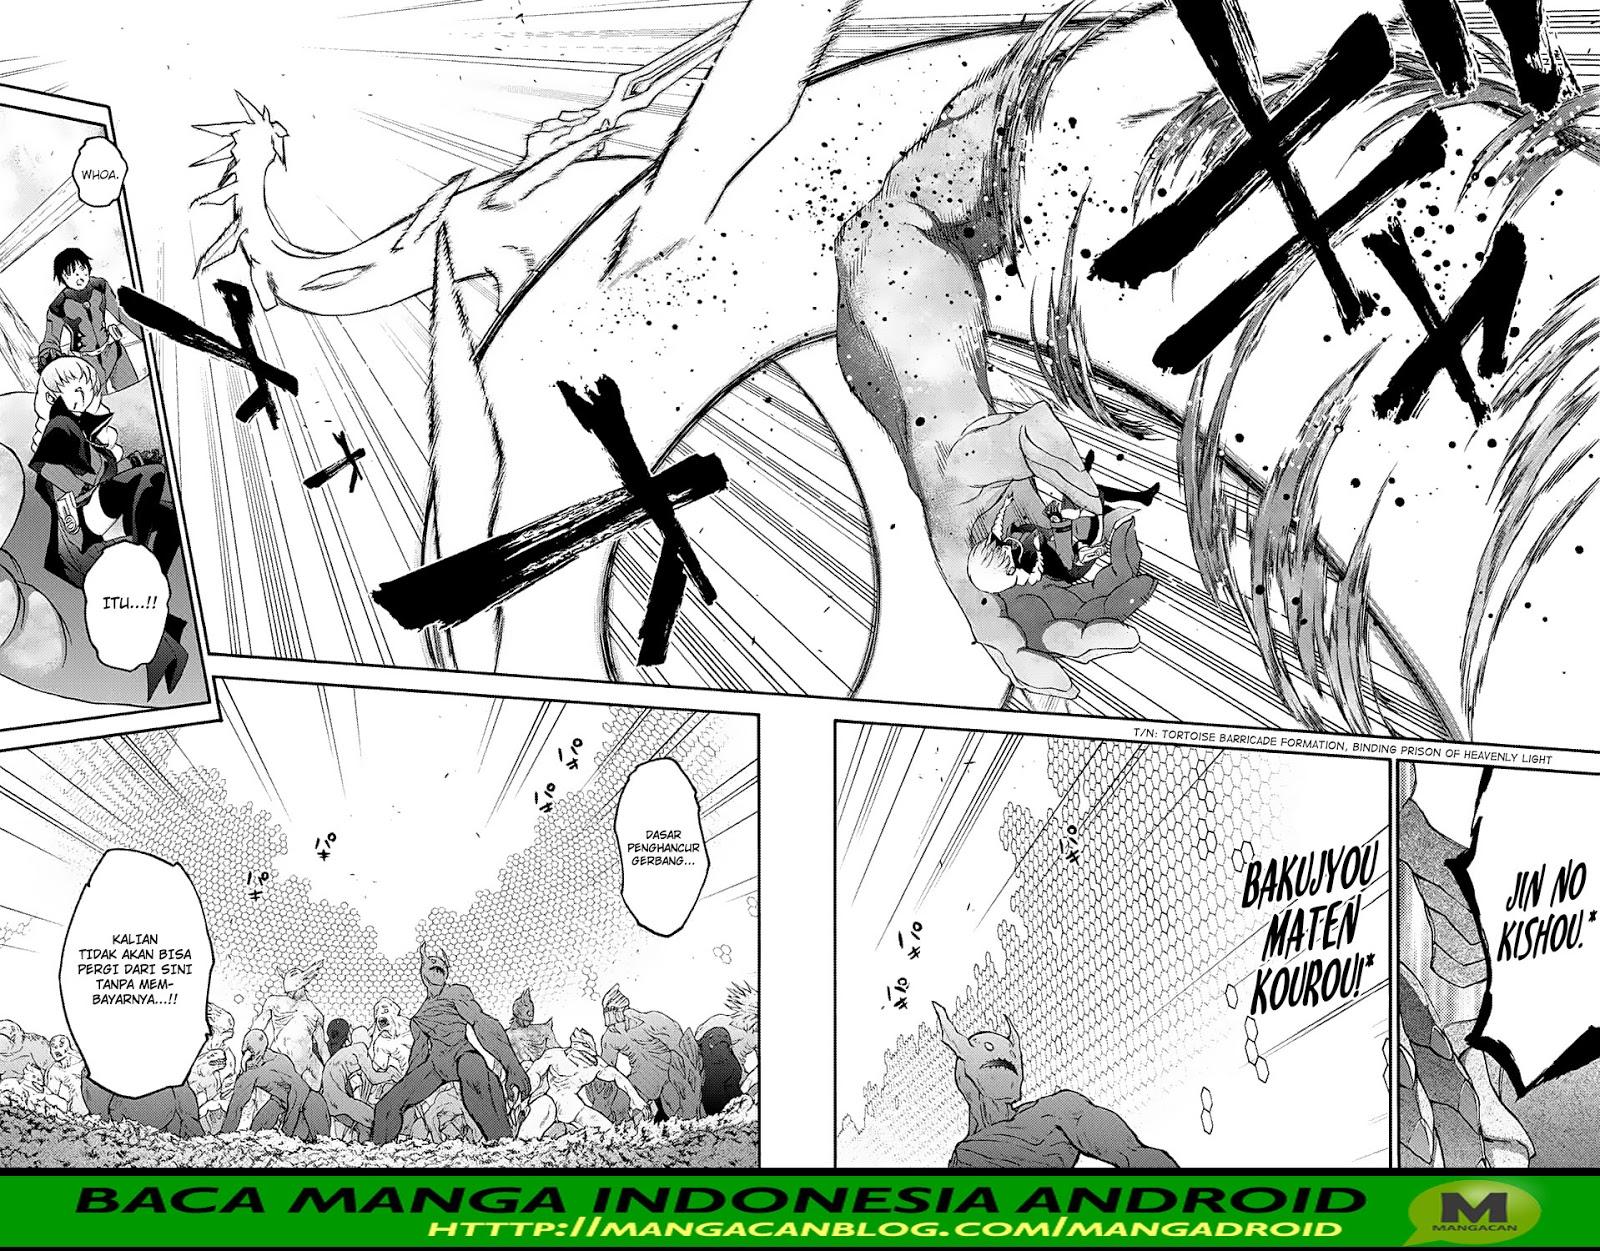 T/N: TORTOISE BARRICADE FORMATION, BINDING PRISON OF HEAVENLY LIGHT
JIN NO
KISHOU.*
BAKUJYOU
MATEN
KOUROU!*
DASAR
PENGHANCUR
GERBANG...
KALIAN
TIDAK AKAN BISA
PERGI DARI SINI
TANPA MEM-
BAYARNYA...!!
WHOA.
ITU...!!
BACA MANGA INDONESIA ANDROID
HTTTP://MANGACANBLOG.COM/MANGADROID
M
MANGACAN